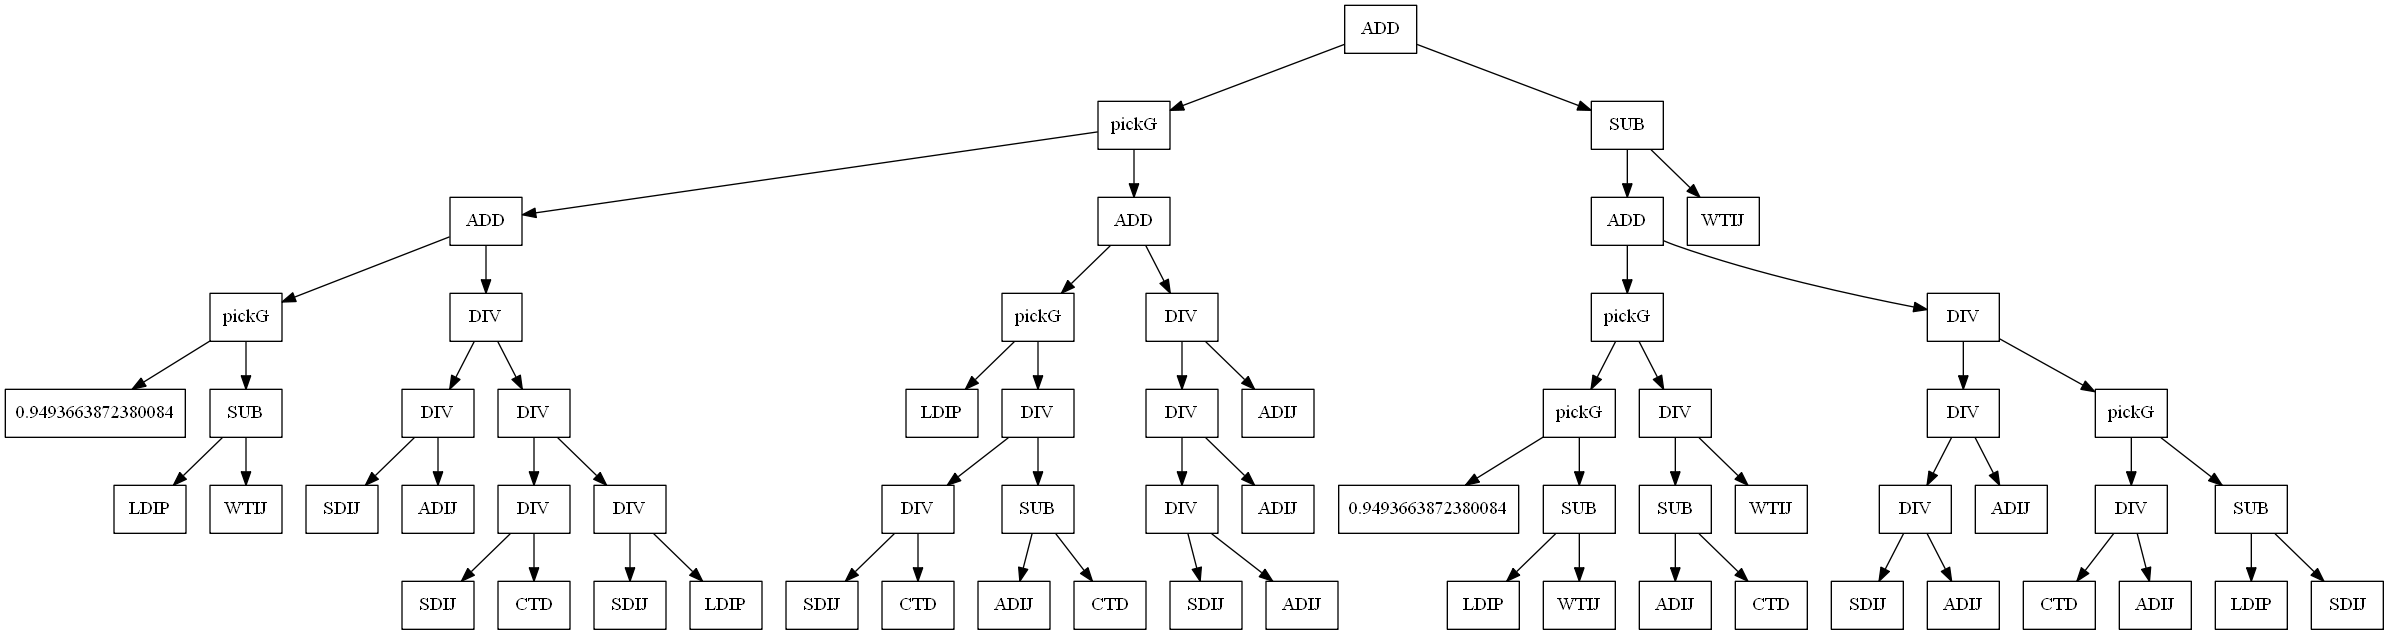 ADD
pickG SUB
ADD ADD ADD WTIJ
pickG DIV pickG DIV pickG DIV
0.9493663872380084 SUB DIV DIV LDIP DIV DIV ADIJ pickG DIV DIV pickG
LDIP WTIJ SDIJ ADIJ DIV DIV DIV SUB DIV ADIJ 0.9493663872380084 SUB SUB WTIJ DIV ADIJ DIV SUB
SDIJ CTD SDIJ LDIP SDIJ CTD ADIJ CTD SDIJ ADIJ LDIP WTIJ ADIJ CTD SDIJ ADIJ CTD ADIJ LDIP SDIJ